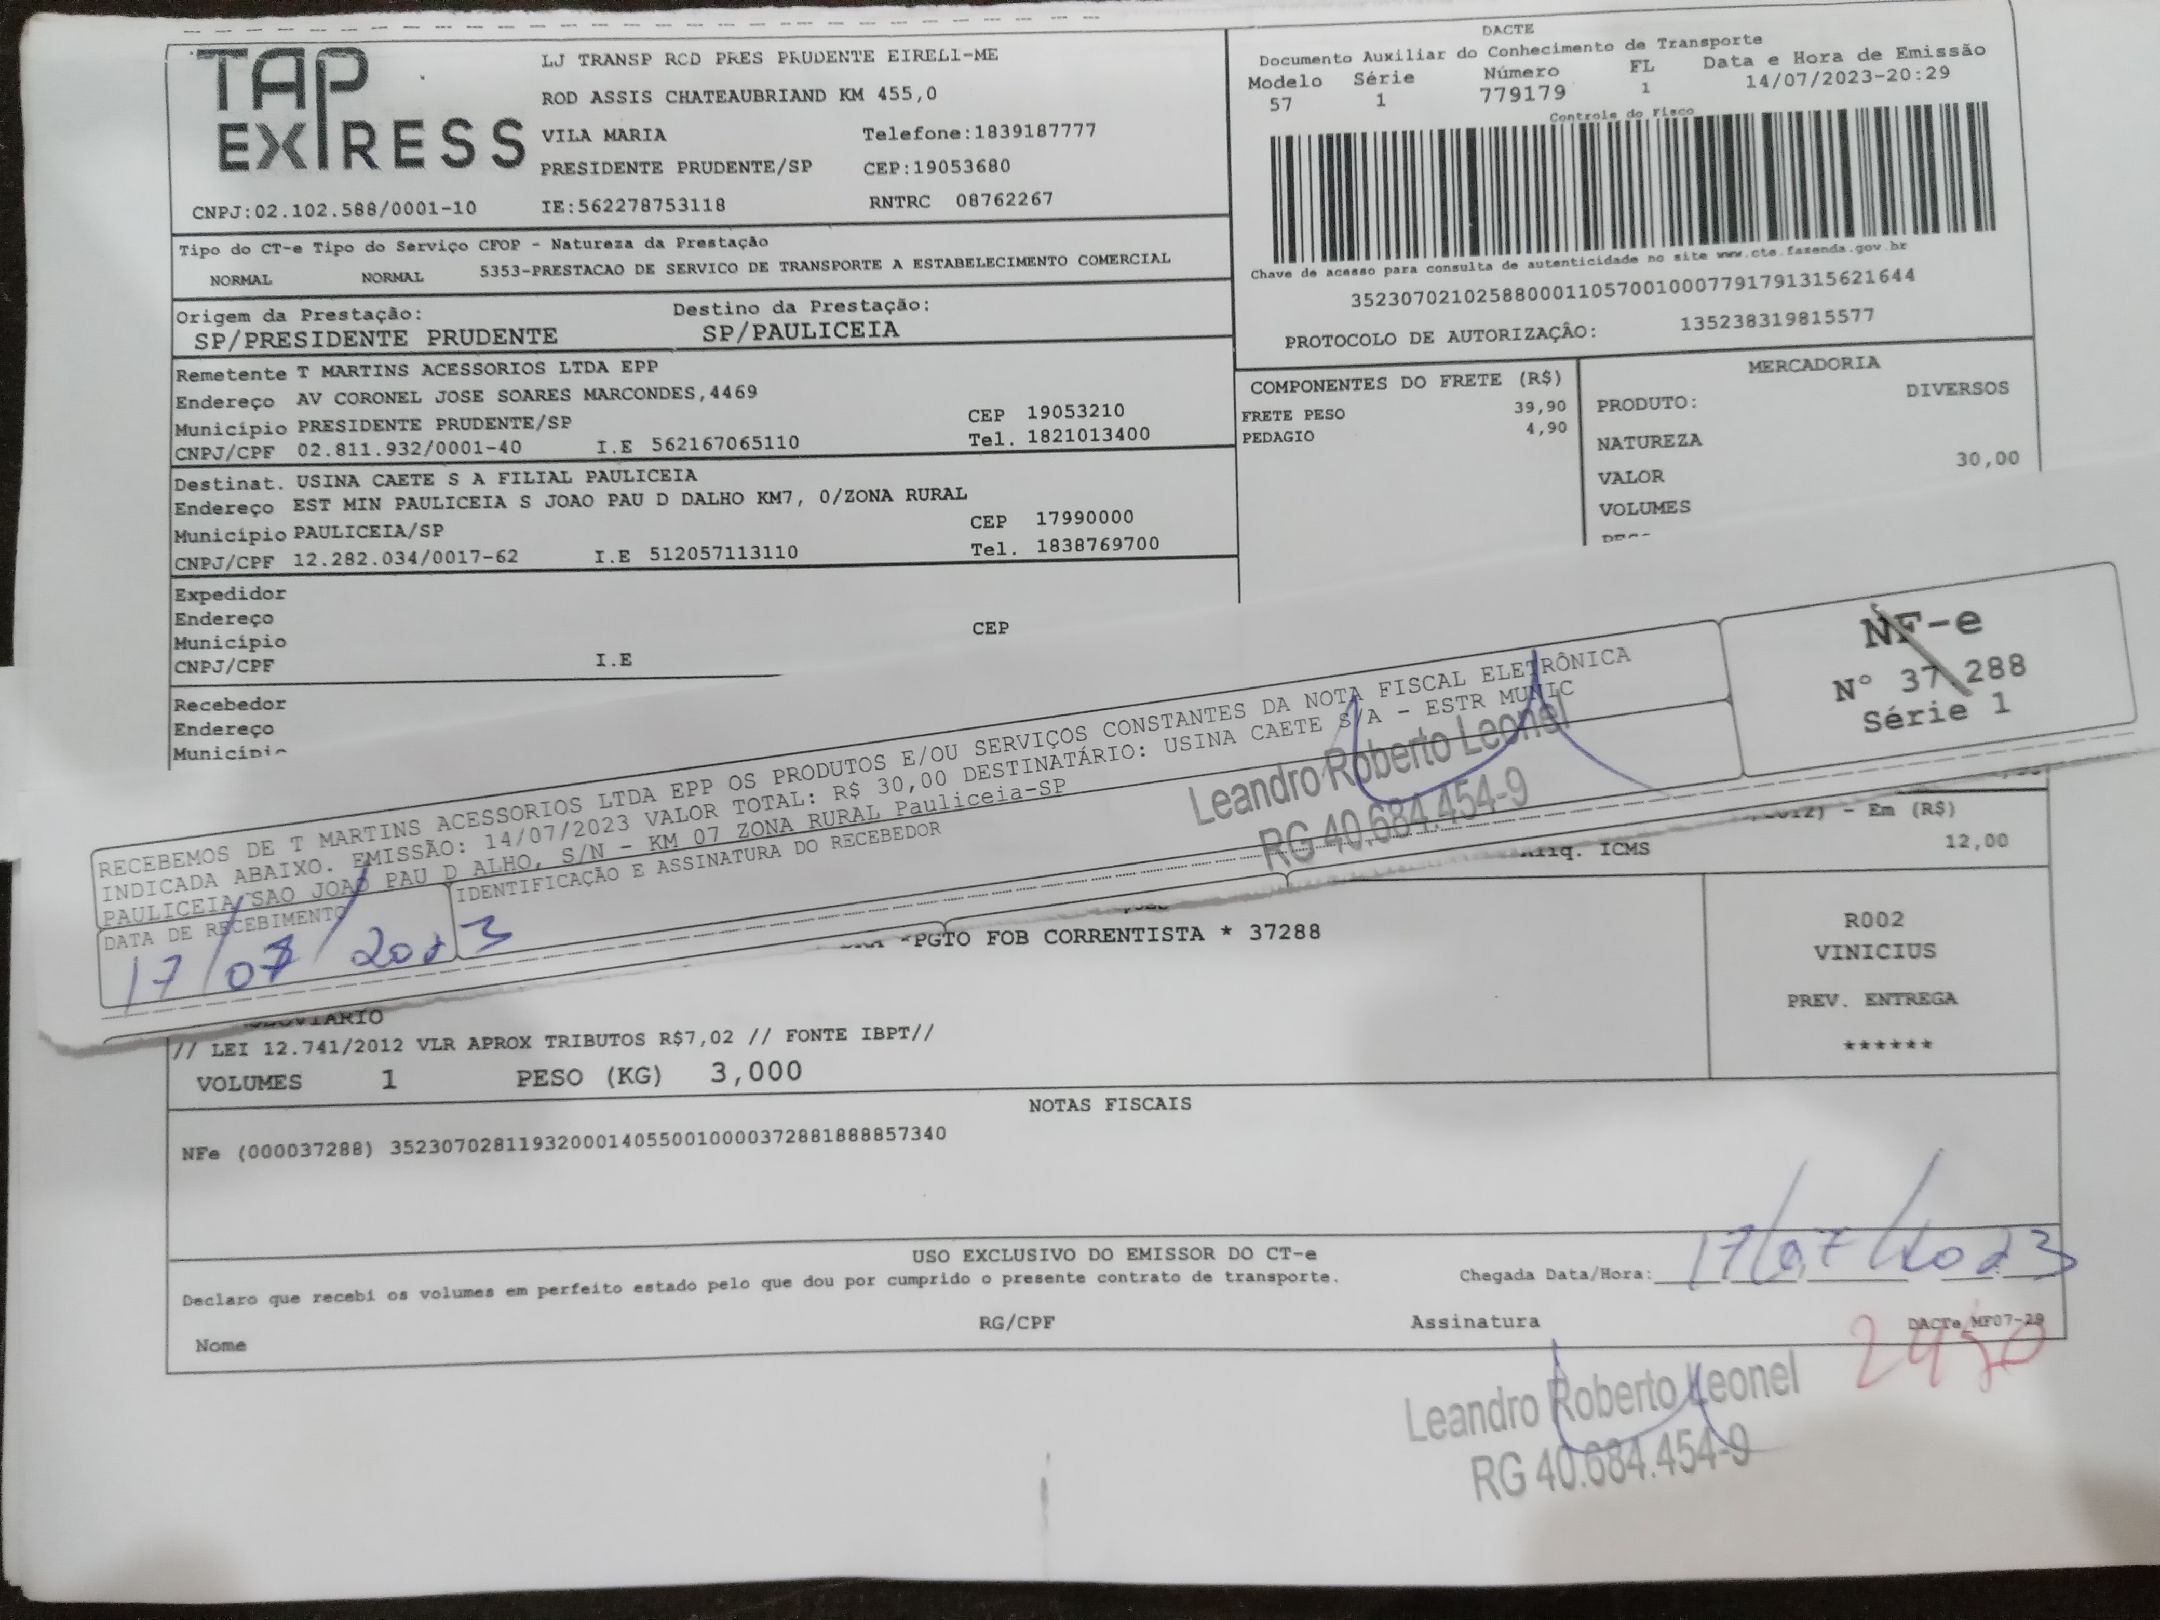 TAP
EXPRESS
LJ TRANSP RCD PRES PRUDENTE EIRELI-ME
ROD ASSIS CHATEAUBRIAND KM 455,0
VILA MARIA Telefone:1839187777
PRESIDENTE PRUDENTE/SP CEP:19053680
CNPJ:02.102.588/0001-10 IE:562278753118 RNTRC 08762267
DACTE
Documento Auxiliar do Conhecimento de Transporte
Modelo Série Número FL Data e Hora de Emissão
57 1 779179 1 14/07/2023-20:29
Controle do Fisco
Chave de acesso para consulta de autenticidade no site www.cte.fazenda.gov.br
35230702102588000110570010007791791315621644
PROTOCOLO DE AUTORIZAÇÃO: 135238319815577
Tipo do CT-e Tipo do Serviço CFOP - Natureza da Prestação
NORMAL NORMAL 5353-PRESTACAO DE SERVICO DE TRANSPORTE A ESTABELECIMENTO COMERCIAL
Origem da Prestação: Destino da Prestação:
SP/PRESIDENTE PRUDENTE SP/PAULICEIA
Remetente T MARTINS ACESSORIOS LTDA EPP
Endereço AV CORONEL JOSE SOARES MARCONDES,4469
Município PRESIDENTE PRUDENTE/SP CEP 19053210
CNPJ/CPF 02.811.932/0001-40 I.E 562167065110 Tel. 1821013400
Destinat. USINA CAETE S A FILIAL PAULICEIA
Endereço EST MIN PAULICEIA S JOAO PAU D DALHO KM7, 0/ZONA RURAL
Município PAULICEIA/SP CEP 17990000
CNPJ/CPF 12.282.034/0017-62 I.E 512057113110 Tel. 1838769700
Expedidor
Endereço
Município CEP
CNPJ/CPF I.E
Recebedor
Endereço
Município
COMPONENTES DO FRETE (R$)
FRETE PESO 39,90
PEDAGIO 4,90
MERCADORIA
PRODUTO: DIVERSOS
NATUREZA
VALOR 30,00
VOLUMES
RECEBEMOS DE T MARTINS ACESSORIOS LTDA EPP OS PRODUTOS E/OU SERVIÇOS CONSTANTES DA NOTA FISCAL ELETRÔNICA
INDICADA ABAIXO. EMISSÃO: 14/07/2023 VALOR TOTAL: R$ 30,00 DESTINATÁRIO: USINA CAETE S/A - ESTR MUNIC
PAULICEIA SAO JOAO PAU D ALHO, S/N - KM 07 ZONA RURAL Pauliceia-SP
DATA DE RECEBIMENTO IDENTIFICAÇÃO E ASSINATURA DO RECEBEDOR
17/07/2023
Leandro Roberto Leonel
RG 40.684.454-9
NF-e
Nº 37.288
Série 1
- Em (R$)
ICMS 12,00
*PGTO FOB CORRENTISTA * 37288
R002
VINICIUS
PREV. ENTREGA
******
// LEI 12.741/2012 VLR APROX TRIBUTOS R$7,02 // FONTE IBPT//
VOLUMES 1 PESO (KG) 3,000
NOTAS FISCAIS
NFe (000037288) 35230702811932000140550010000372881888857340
USO EXCLUSIVO DO EMISSOR DO CT-e
Declaro que recebi os volumes em perfeito estado pelo que dou por cumprido o presente contrato de transporte.
Chegada Data/Hora: 17/07/2023
Nome RG/CPF Assinatura DACTe MF07-29
Leandro Roberto Leonel
RG 40.684.454-9